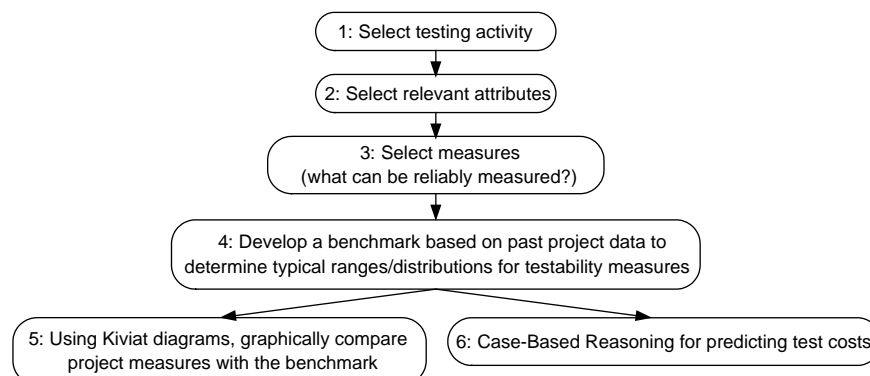 1: Select testing activity
2: Select relevant attributes
3: Select measures
(what can be reliably measured?)
4: Develop a benchmark based on past project data to
determine typical ranges/distributions for testability measures
5: Using Kiviat diagrams, graphically compare
project measures with the benchmark
6: Case-Based Reasoning for predicting test costs